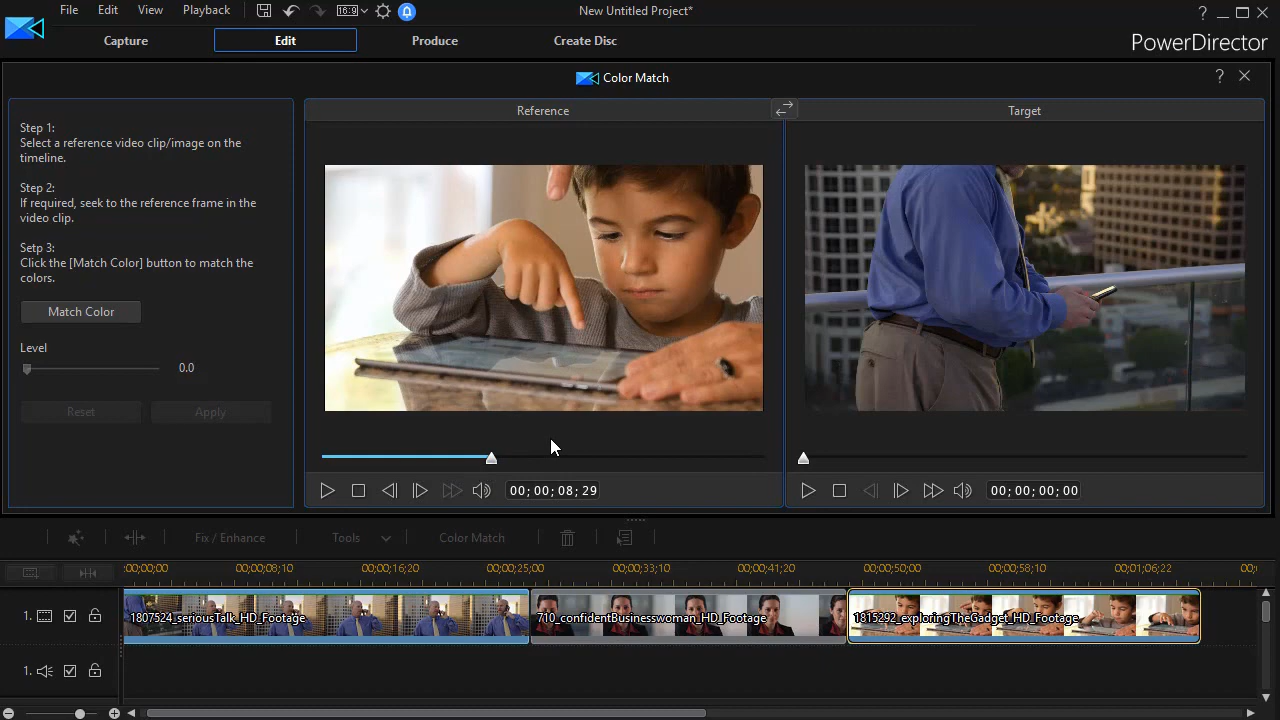 File Edit View Playback 16:9 New Untitled Project* ?
Capture Edit Produce Create Disc PowerDirector
Color Match ?
Reference Target
Step 1:
Select a reference video clip/image on the
timeline.
Step 2:
If required, seek to the reference frame in the
video clip.
Setp 3:
Click the [Match Color] button to match the
colors.
Match Color
Level
0.0
Reset Apply
00; 00; 08; 29 00; 00; 00; 00
Fix / Enhance Tools Color Match
:00;00;00 00;00;08;10 00;00;16;20 00;00;25;00 00;00;33;10 00;00;41;20 00;00;50;00 00;00;58;10 00;01;06;22
1. 1807524_seriousTalk_HD_Footage 710_confidentBusinesswoman_HD_Footage 1815292_exploringTheGadget_HD_Footage
1.